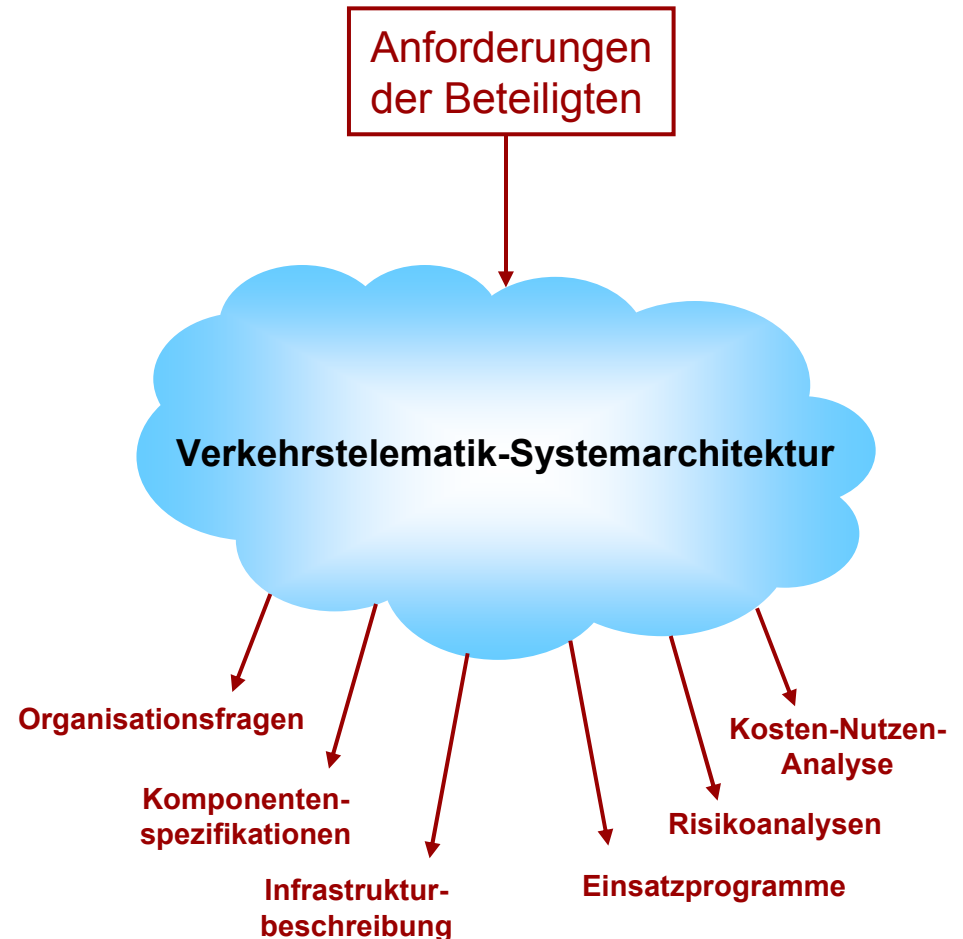 Anforderungen
der Beteiligten
Verkehrstelematik-Systemarchitektur
Organisationsfragen
Komponenten-
spezifikationen
Infrastruktur-
beschreibung
Einsatzprogramme
Risikoanalysen
Kosten-Nutzen-
Analyse